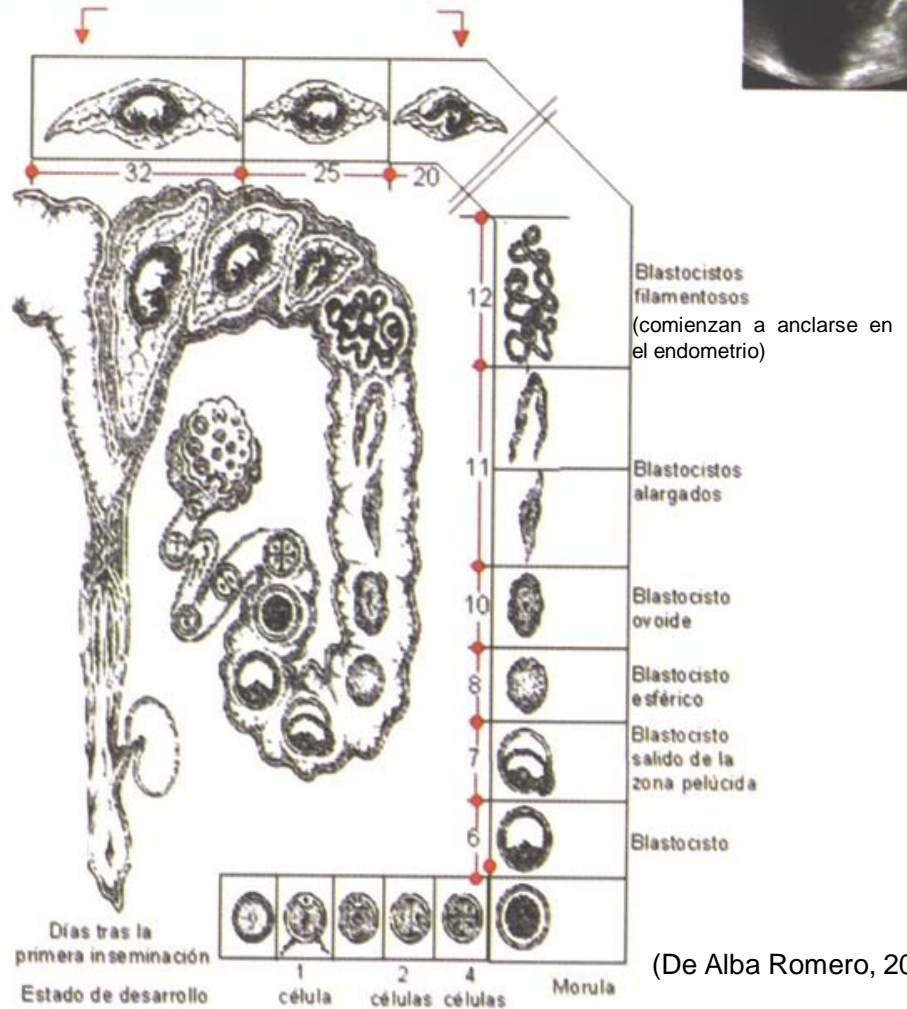 32
25
20
12
Blastocistos
filamentosos
(comienzan a anclarse en
el endometrio)
11
Blastocistos
alargados
10
Blastocisto
ovoide
8
Blastocisto
esférico
7
Blastocisto
salido de la
zona pelúcida
6
Blastocisto
Días tras la
primera inseminación
Estado de desarrollo
1
célula
2
células
4
células
Morula
(De Alba Romero, 20